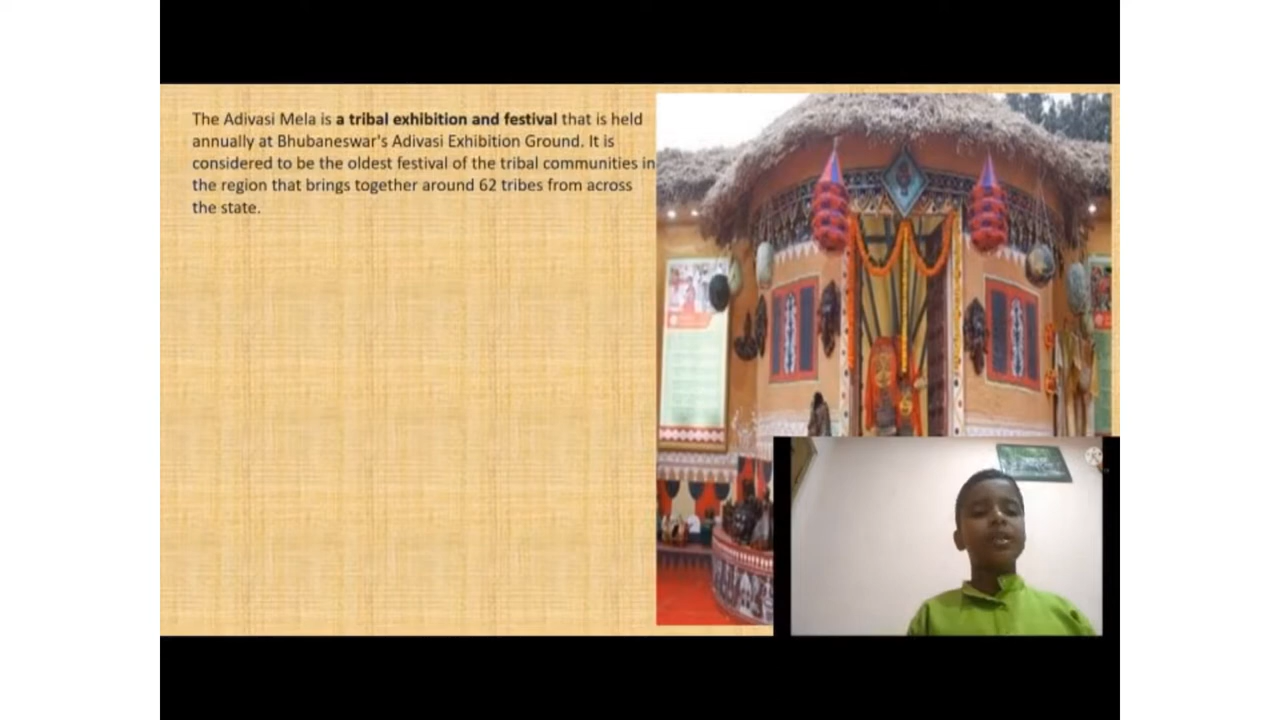 The Adivasi Mela is a tribal exhibition and festival that is held
annually at Bhubaneswar's Adivasi Exhibition Ground. It is
considered to be the oldest festival of the tribal communities in
the region that brings together around 62 tribes from across
the state.